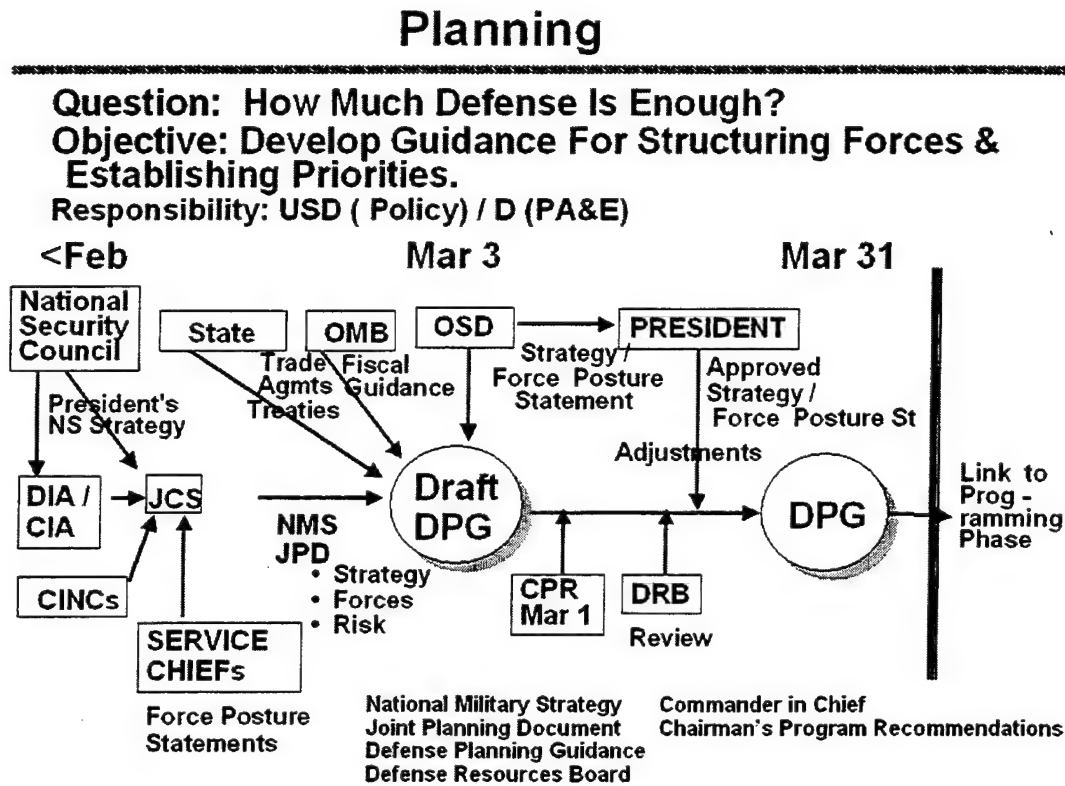 Planning
Question: How Much Defense Is Enough?
Objective: Develop Guidance For Structuring Forces &
Establishing Priorities.
Responsibility: USD ( Policy) / D (PA&E)
<Feb
Mar 3
Mar 31
National
Security
Council
State
OMB
OSD
PRESIDENT
Trade
Agmts
Treaties
Fiscal
Guidance
Strategy /
Force Posture
Statement
Approved
Strategy /
Force Posture St
President's
NS Strategy
Adjustments
DIA /
CIA
JCS
Draft
DPG
DPG
Link to
Prog -
ramming
Phase
NMS
JPD
• Strategy
• Forces
• Risk
CINCs
CPR
Mar 1
DRB
Review
SERVICE
CHIEFs
Force Posture
Statements
National Military Strategy
Joint Planning Document
Defense Planning Guidance
Defense Resources Board
Commander in Chief
Chairman's Program Recommendations